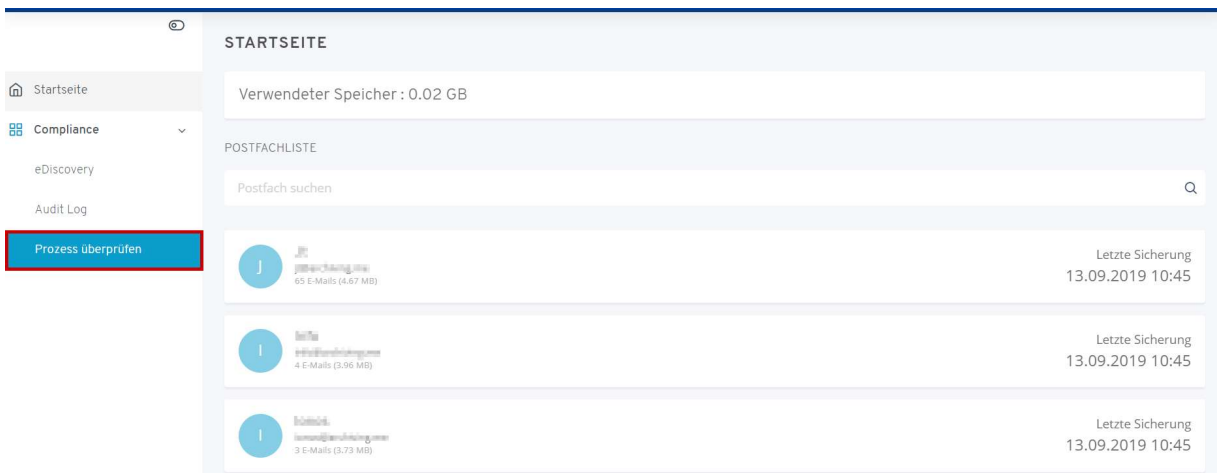 STARTSEITE
Startseite
Compliance
eDiscovery
Audit Log
Prozess überprüfen
Verwendeter Speicher : 0.02 GB
POSTFACHLISTE
Postfach suchen
J
65 E-Mails (4.67 MB)
Letzte Sicherung
13.09.2019 10:45
I
4 E-Mails (3.96 MB)
Letzte Sicherung
13.09.2019 10:45
I
3 E-Mails (3.73 MB)
Letzte Sicherung
13.09.2019 10:45